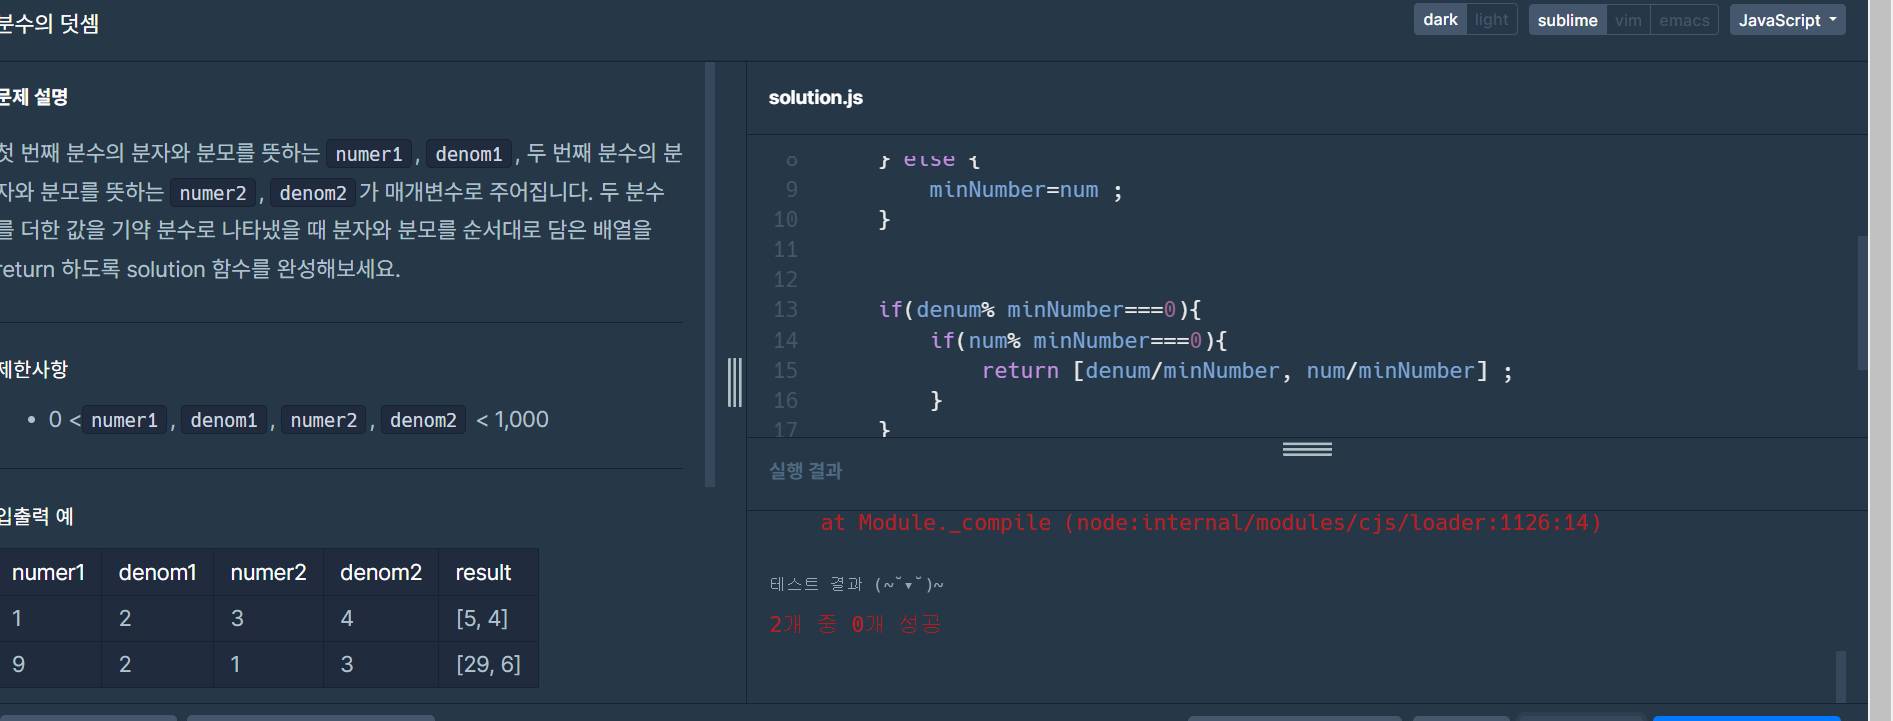 분수의 덧셈
dark light sublime vim emacs JavaScript
문제 설명
첫 번째 분수의 분자와 분모를 뜻하는 numer1, denom1, 두 번째 분수의 분
자와 분모를 뜻하는 numer2, denom2가 매개변수로 주어집니다. 두 분수
를 더한 값을 기약 분수로 나타냈을 때 분자와 분모를 순서대로 담은 배열을
return 하도록 solution 함수를 완성해보세요.
제한사항
• 0 < numer1, denom1, numer2, denom2 < 1,000
입출력 예
numer1 denom1 numer2 denom2 result
1 2 3 4 [5, 4]
9 2 1 3 [29, 6]
solution.js
8 } else {
9 minNumber=num ;
10 }
11
12
13 if(denum% minNumber===0){
14 if(num% minNumber===0){
15 return [denum/minNumber, num/minNumber] ;
16 }
17 }
실행 결과
at Module._compile (node:internal/modules/cjs/loader:1126:14)
테스트 결과 (~˘▾˘)~
2개 중 0개 성공